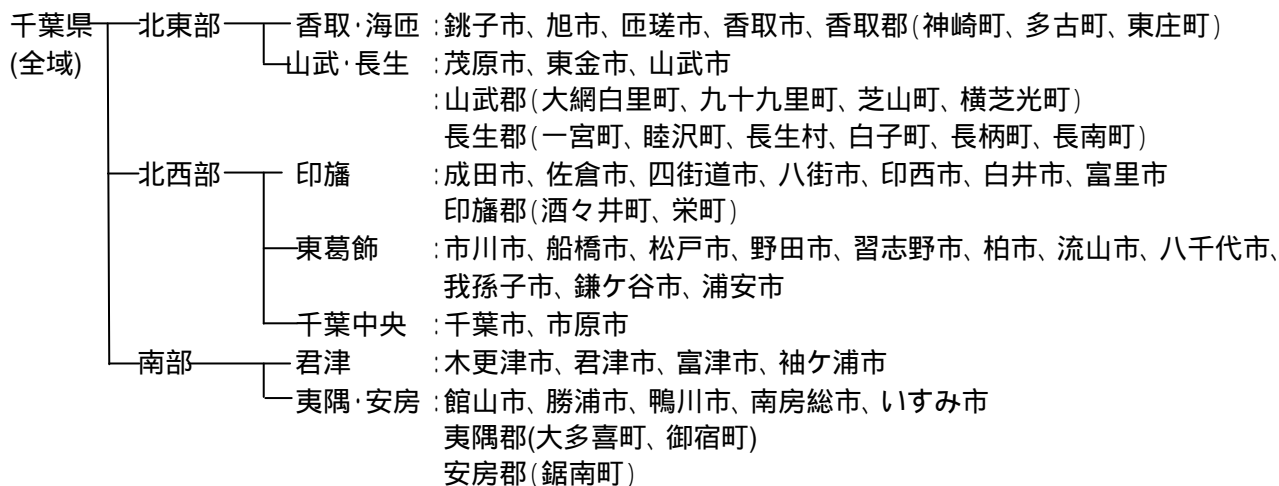 千葉県 北東部 香取・海匝 :銚子市、旭市、匝瑳市、香取市、香取郡(神崎町、多古町、東庄町)
(全域) 山武・長生 :茂原市、東金市、山武市
:山武郡(大網白里町、九十九里町、芝山町、横芝光町)
長生郡(一宮町、睦沢町、長生村、白子町、長柄町、長南町)
北西部 印旛 :成田市、佐倉市、四街道市、八街市、印西市、白井市、富里市
印旛郡(酒々井町、栄町)
東葛飾 :市川市、船橋市、松戸市、野田市、習志野市、柏市、流山市、八千代市、
我孫子市、鎌ケ谷市、浦安市
千葉中央 :千葉市、市原市
南部 君津 :木更津市、君津市、富津市、袖ケ浦市
夷隅・安房 :館山市、勝浦市、鴨川市、南房総市、いすみ市
夷隅郡(大多喜町、御宿町)
安房郡(鋸南町)